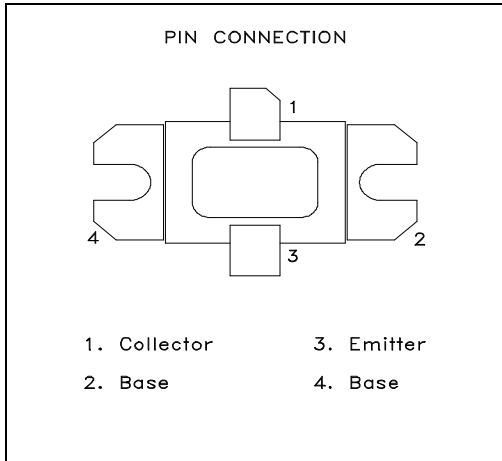 PIN CONNECTION
1
4
2
3
1. Collector
3. Emitter
2. Base
4. Base